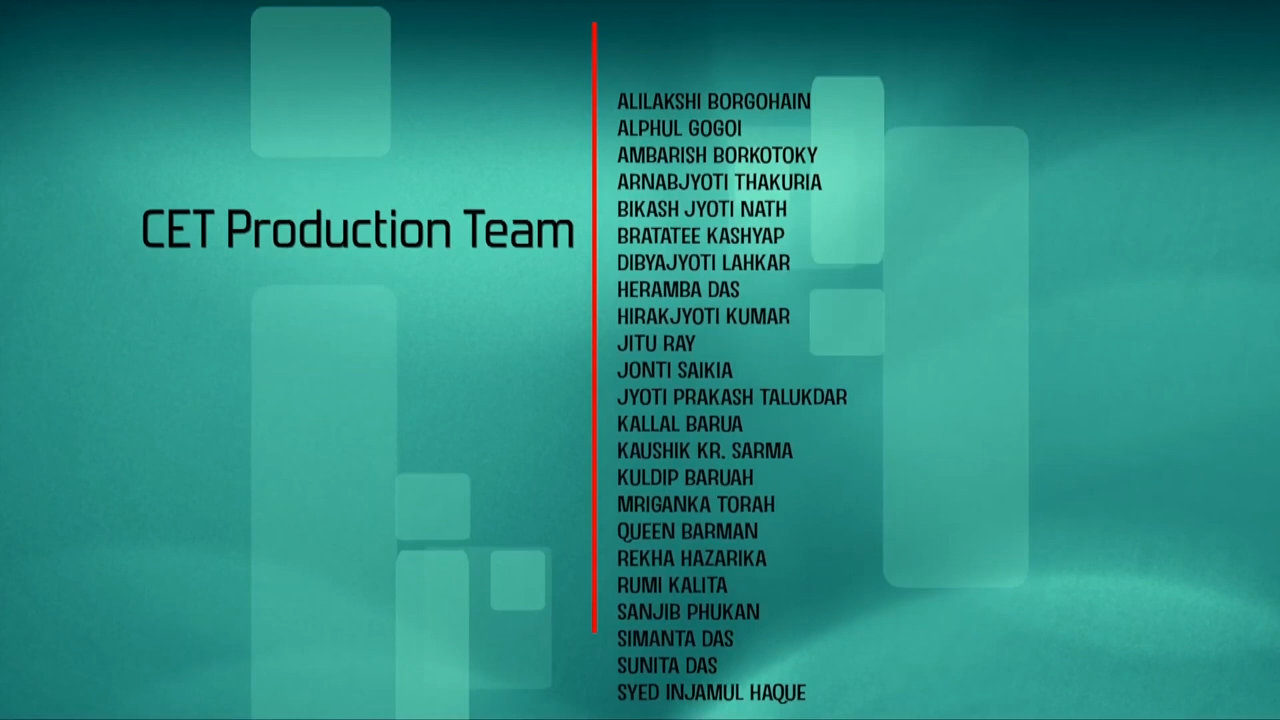 CET Production Team
ALILAKSHI BORGOHAIN
ALPHUL GOGOI
AMBARISH BORKOTOKY
ARNABJYOTI THAKURIA
BIKASH JYOTI NATH
BRATATEE KASHYAP
DIBYAJYOTI LAHKAR
HERAMBA DAS
HIRAKJYOTI KUMAR
JITU RAY
JONTI SAIKIA
JYOTI PRAKASH TALUKDAR
KALLAL BARUA
KAUSHIK KR. SARMA
KULDIP BARUAH
MRIGANKA TORAH
QUEEN BARMAN
REKHA HAZARIKA
RUMI KALITA
SANJIB PHUKAN
SIMANTA DAS
SUNITA DAS
SYED INJAMUL HAQUE